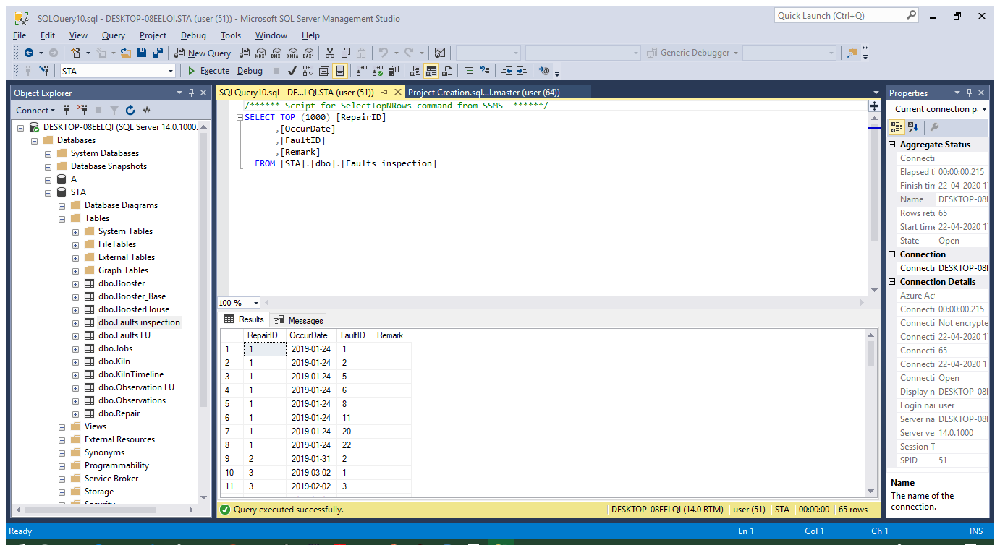 SQLQuery10.sql - DESKTOP-08EELQI.STA (user (51)) - Microsoft SQL Server Management Studio
Quick Launch (Ctrl+Q)
File Edit View Query Project Debug Tools Window Help
New Query MDX DMX XMLA DAX Generic Debugger
STA Execute Debug
Object Explorer
Connect
DESKTOP-08EELQI (SQL Server 14.0.1000.
Databases
System Databases
Database Snapshots
A
STA
Database Diagrams
Tables
System Tables
FileTables
External Tables
Graph Tables
dbo.Booster
dbo.Booster_Base
dbo.BoosterHouse
dbo.Faults inspection
dbo.Faults LU
dbo.Jobs
dbo.Kiln
dbo.KilnTimeline
dbo.Observation LU
dbo.Observations
dbo.Repair
Views
External Resources
Synonyms
Programmability
Service Broker
Storage
Security
SQLQuery10.sql - DE...LQI.STA (user (51)) Project Creation.sql...l.master (user (64))
/****** Script for SelectTopNRows command from SSMS ******/
SELECT TOP (1000) [RepairID]
,[OccurDate]
,[FaultID]
,[Remark]
FROM [STA].[dbo].[Faults inspection]
100 %
Results Messages
RepairID OccurDate FaultID Remark
1 1 2019-01-24 1
2 1 2019-01-24 2
3 1 2019-01-24 5
4 1 2019-01-24 6
5 1 2019-01-24 8
6 1 2019-01-24 11
7 1 2019-01-24 20
8 1 2019-01-24 22
9 2 2019-01-31 2
10 3 2019-03-02 1
11 3 2019-02-02 3
Query executed successfully. DESKTOP-08EELQI (14.0 RTM) user (51) STA 00:00:00 65 rows
Properties
Current connection pa
Aggregate Status
Connecti
Elapsed t 00:00:00.215
Finish tin 22-04-2020 1
Name DESKTOP-08E
Rows retu 65
Start time 22-04-2020 1
State Open
Connection
Connecti DESKTOP-08E
Connection Details
Azure Ac
Connecti 00:00:00.215
Connecti Not encrypte
Connecti 22-04-2020 1
Connecti 65
Connecti 22-04-2020 1
Connecti Open
Display n DESKTOP-08E
Login nar user
Server na DESKTOP-08E
Server ve 14.0.1000
Session T
SPID 51
Name
The name of the
connection.
Ready Ln 1 Col 1 Ch 1 INS